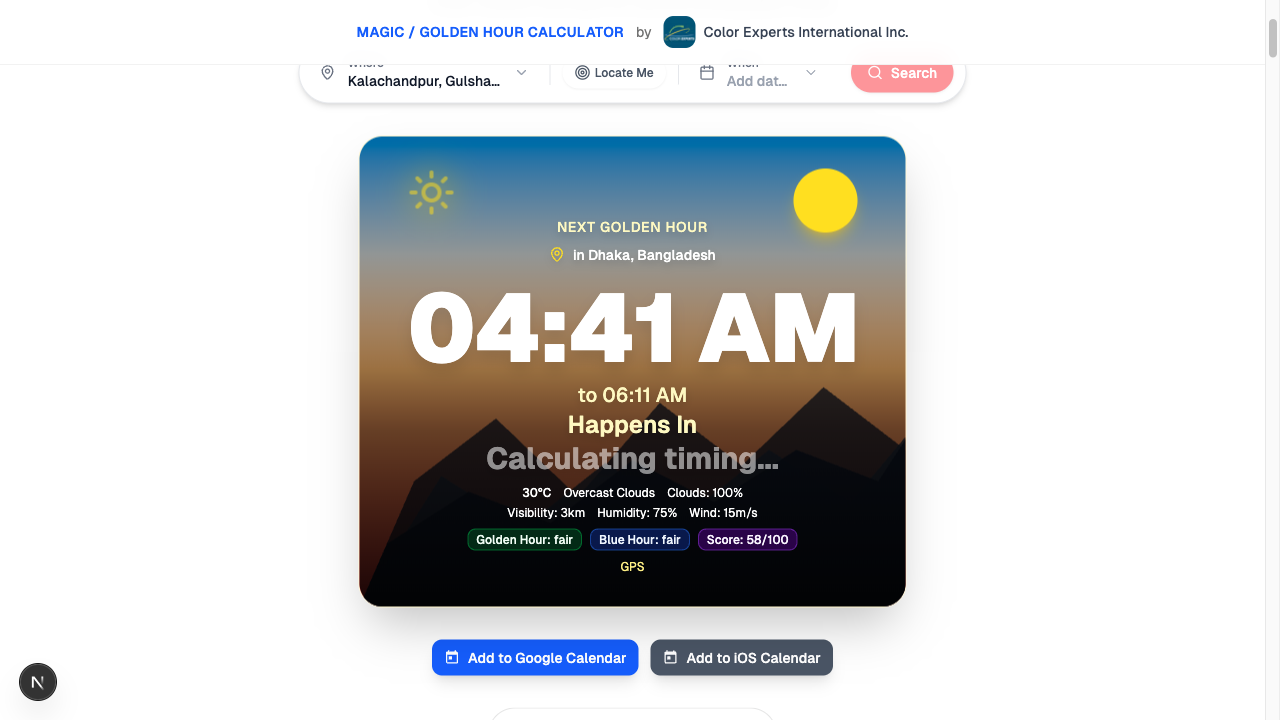 MAGIC / GOLDEN HOUR CALCULATOR by Color Experts International Inc.
Where
Kalachandpur, Gulsha...
Locate Me
When
Add dat...
Search
NEXT GOLDEN HOUR
in Dhaka, Bangladesh
04:41 AM
to 06:11 AM
Happens In
Calculating timing...
30°C Overcast Clouds Clouds: 100%
Visibility: 3km Humidity: 75% Wind: 15m/s
Golden Hour: fair Blue Hour: fair Score: 58/100
GPS
Add to Google Calendar Add to iOS Calendar
N